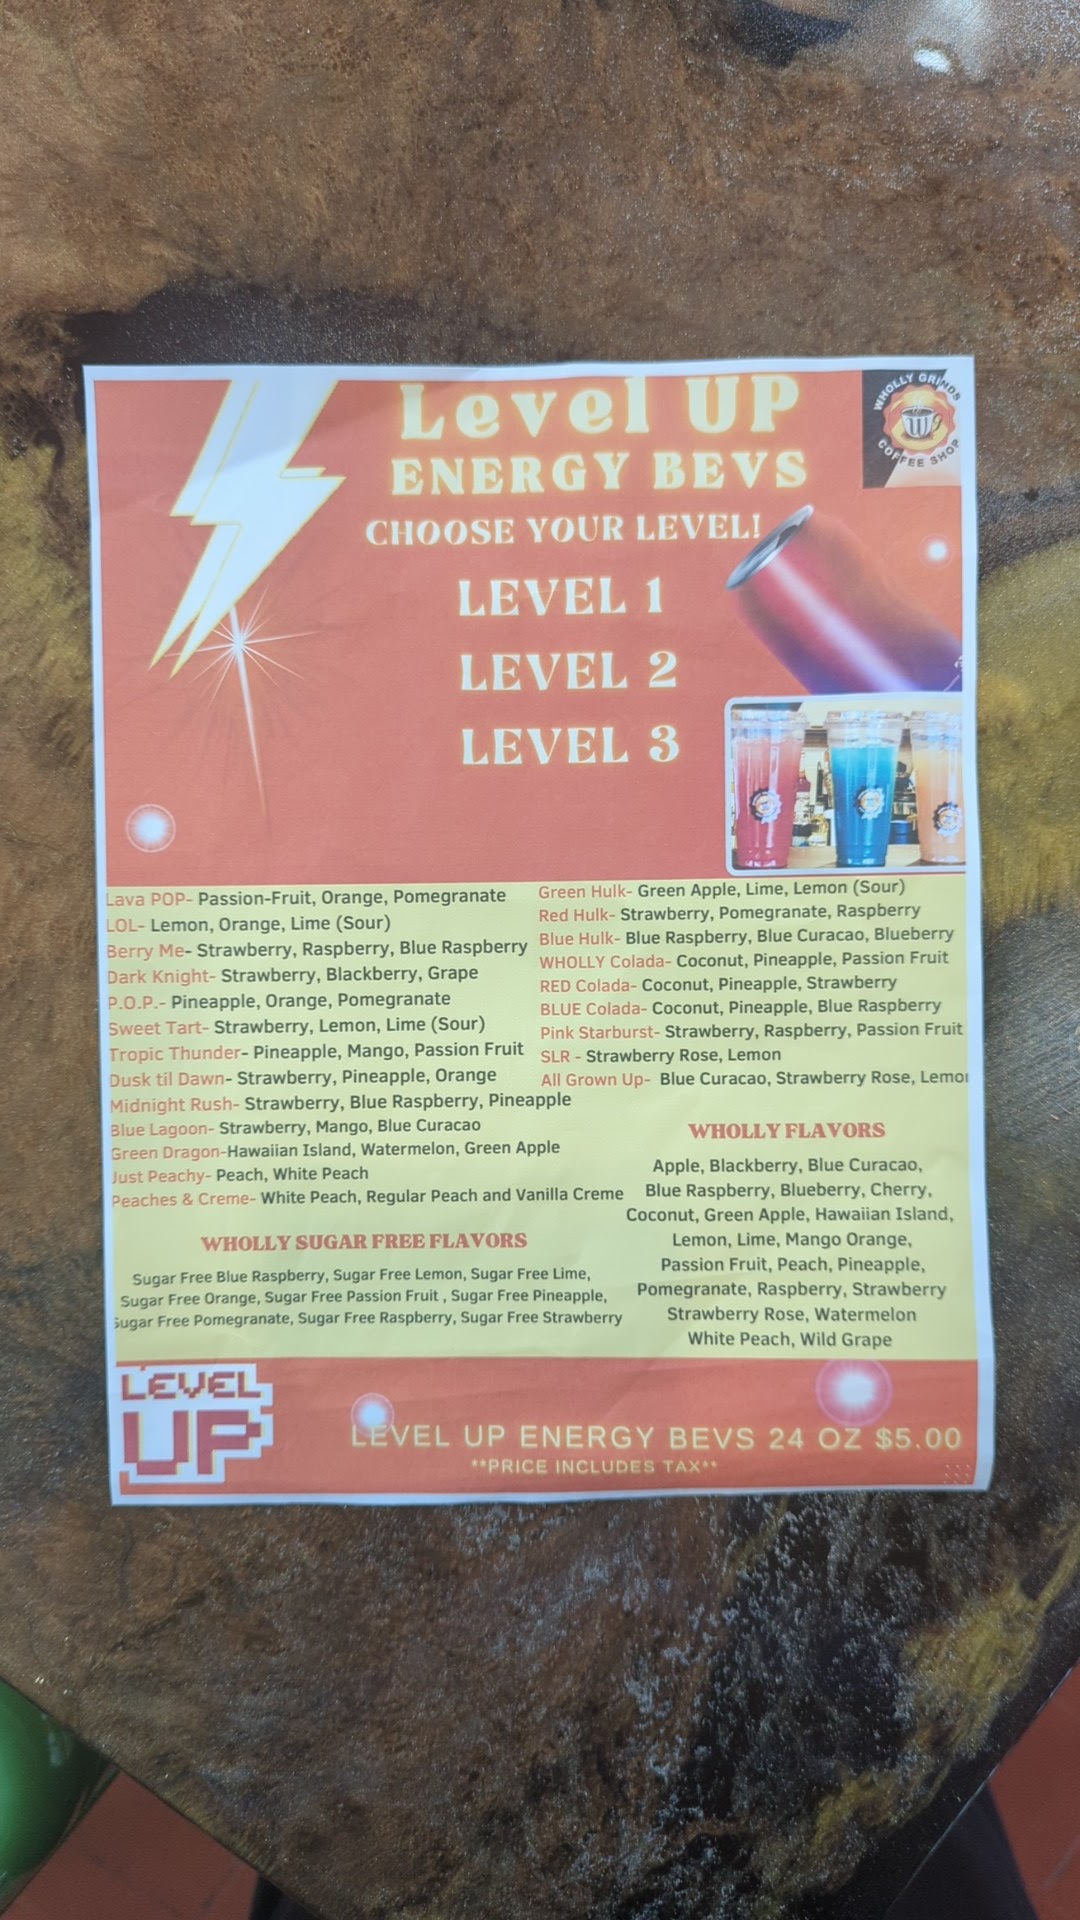 Level UP
ENERGY BEVS
CHOOSE YOUR LEVEL!
LEVEL 1
LEVEL 2
LEVEL 3
WHOLLY GRINDS
W
COFFEE SHOP
Lava POP- Passion-Fruit, Orange, Pomegranate
LOL- Lemon, Orange, Lime (Sour)
Berry Me- Strawberry, Raspberry, Blue Raspberry
Dark Knight- Strawberry, Blackberry, Grape
P.O.P.- Pineapple, Orange, Pomegranate
Sweet Tart- Strawberry, Lemon, Lime (Sour)
Tropic Thunder- Pineapple, Mango, Passion Fruit
Dusk til Dawn- Strawberry, Pineapple, Orange
Midnight Rush- Strawberry, Blue Raspberry, Pineapple
Blue Lagoon- Strawberry, Mango, Blue Curacao
Green Dragon-Hawaiian Island, Watermelon, Green Apple
Just Peachy- Peach, White Peach
Peaches & Creme- White Peach, Regular Peach and Vanilla Creme
Green Hulk- Green Apple, Lime, Lemon (Sour)
Red Hulk- Strawberry, Pomegranate, Raspberry
Blue Hulk- Blue Raspberry, Blue Curacao, Blueberry
WHOLLY Colada- Coconut, Pineapple, Passion Fruit
RED Colada- Coconut, Pineapple, Strawberry
BLUE Colada- Coconut, Pineapple, Blue Raspberry
Pink Starburst- Strawberry, Raspberry, Passion Fruit
SLR - Strawberry Rose, Lemon
All Grown Up- Blue Curacao, Strawberry Rose, Lemo
WHOLLY SUGAR FREE FLAVORS
Sugar Free Blue Raspberry, Sugar Free Lemon, Sugar Free Lime,
Sugar Free Orange, Sugar Free Passion Fruit , Sugar Free Pineapple,
Sugar Free Pomegranate, Sugar Free Raspberry, Sugar Free Strawberry
WHOLLY FLAVORS
Apple, Blackberry, Blue Curacao,
Blue Raspberry, Blueberry, Cherry,
Coconut, Green Apple, Hawaiian Island,
Lemon, Lime, Mango Orange,
Passion Fruit, Peach, Pineapple,
Pomegranate, Raspberry, Strawberry
Strawberry Rose, Watermelon
White Peach, Wild Grape
LEVEL
UP
LEVEL UP ENERGY BEVS 24 OZ $5.00
**PRICE INCLUDES TAX**